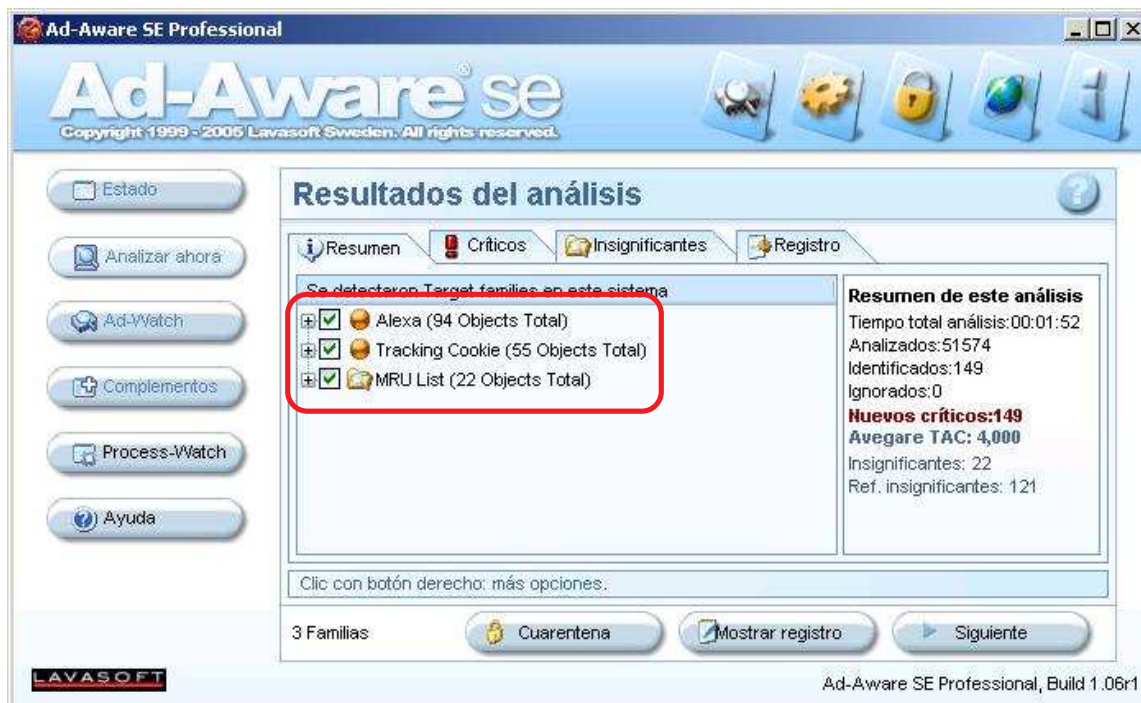 Ad-Aware SE Professional
Ad-Aware SE
Copyright 1999 - 2005 Lavasoft Sweden. All rights reserved.
Estado
Analizar ahora
Ad-Watch
Complementos
Process-Watch
Ayuda
Resultados del análisis
Resumen
Críticos
Insignificantes
Registro
Se detectaron Target families en este sistema
Alexa (94 Objects Total)
Tracking Cookie (55 Objects Total)
MRU List (22 Objects Total)
Resumen de este análisis
Tiempo total análisis:00:01:52
Analizados:51574
Identificados:149
Ignorados:0
Nuevos críticos:149
Avegare TAC: 4,000
Insignificantes: 22
Ref. insignificantes: 121
Clic con botón derecho: más opciones.
3 Familias
Cuarentena
Mostrar registro
Siguiente
LAVASOFT
Ad-Aware SE Professional, Build 1.06r1